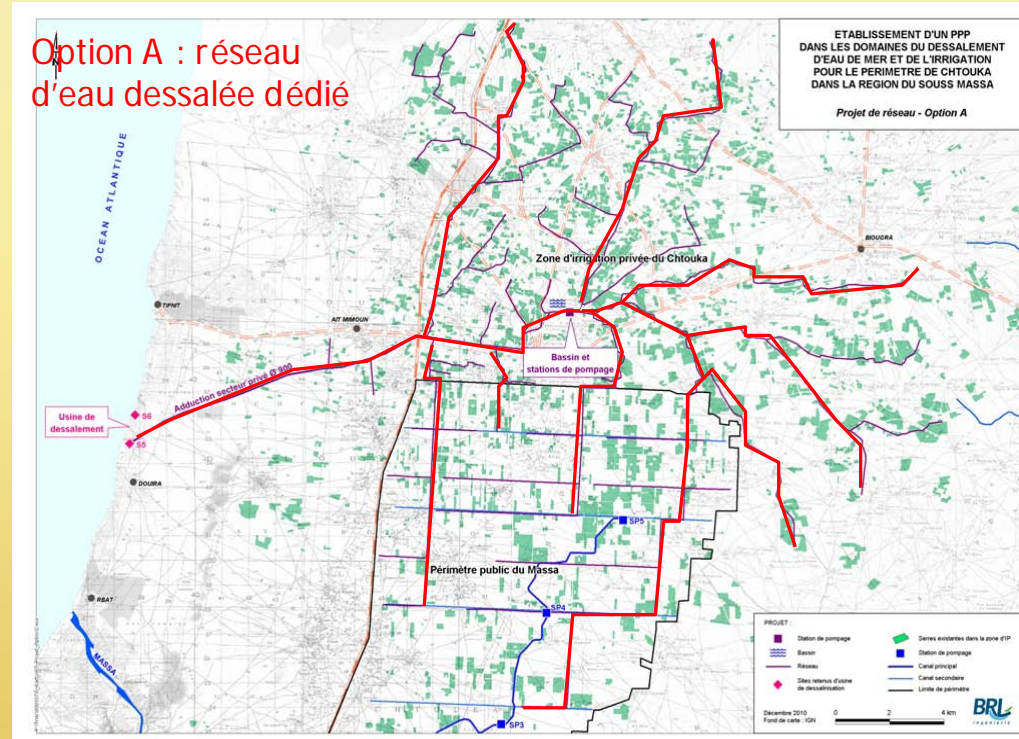 Option A : réseau
d'eau dessalée dédié
N
ETABLISSEMENT D'UN PPP
DANS LES DOMAINES DU DESSALEMENT
D'EAU DE MER ET DE L'IRRIGATION
POUR LE PERIMETRE DE CHTOUKA
DANS LA REGION DU SOUSS MASSA
Projet de réseau - Option A
OCEAN ATLANTIQUE
BIOUGRA
Zone d'irrigation privée du Chtouka
TIFNIT
AIT MIMOUN
Bassin et
stations de pompage
Adduction secteur privé Ø 900
Usine de
dessalement
S6
S5
DOUIRA
SP5
Périmètre public du Massa
RBAT
SP4
MASSA
SP3
PROJET :
Station de pompage
Bassin
Réseau
Sites retenus d'usine
de dessalinisation
Serres existantes dans la zone d'IP
Station de pompage
Canal principal
Canal secondaire
Limite de périmètre
Décembre 2010
Fond de carte : IGN
0 2 4 km
BRL
ingénierie